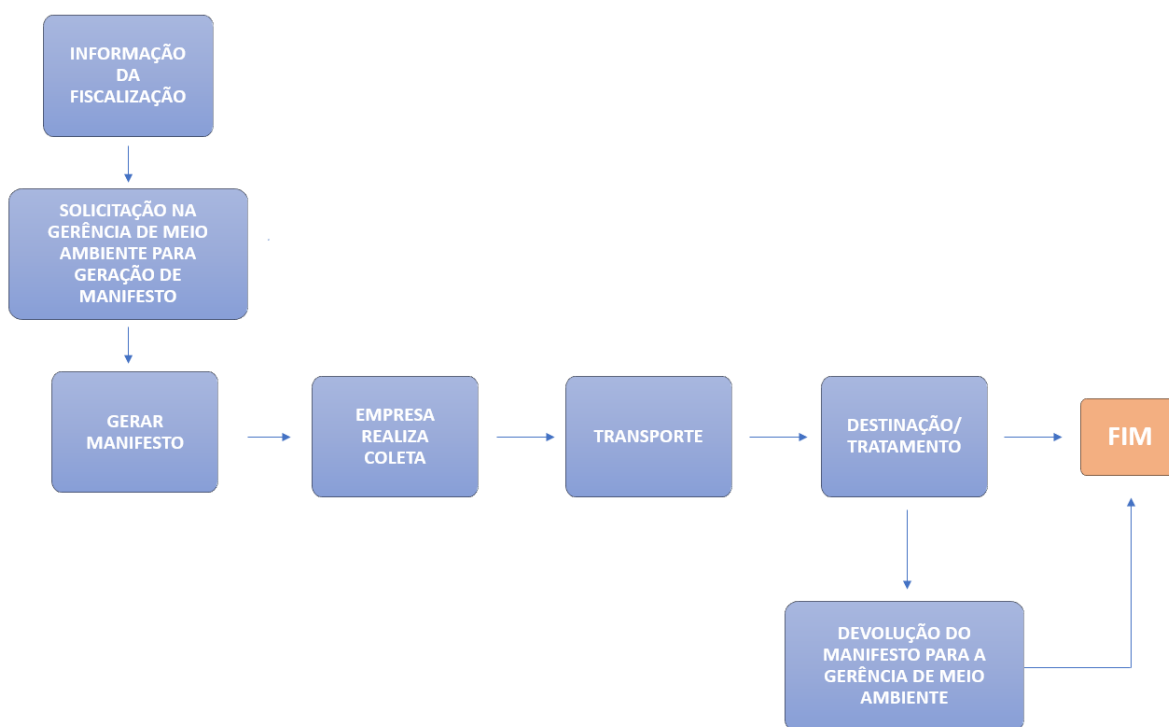 INFORMAÇÃO
DA
FISCALIZAÇÃO
SOLICITAÇÃO NA
GERÊNCIA DE MEIO
AMBIENTE PARA
GERAÇÃO DE
MANIFESTO
GERAR
MANIFESTO
EMPRESA
REALIZA
COLETA
TRANSPORTE
DESTINAÇÃO/
TRATAMENTO
FIM
DEVOLUÇÃO DO
MANIFESTO PARA A
GERÊNCIA DE MEIO
AMBIENTE